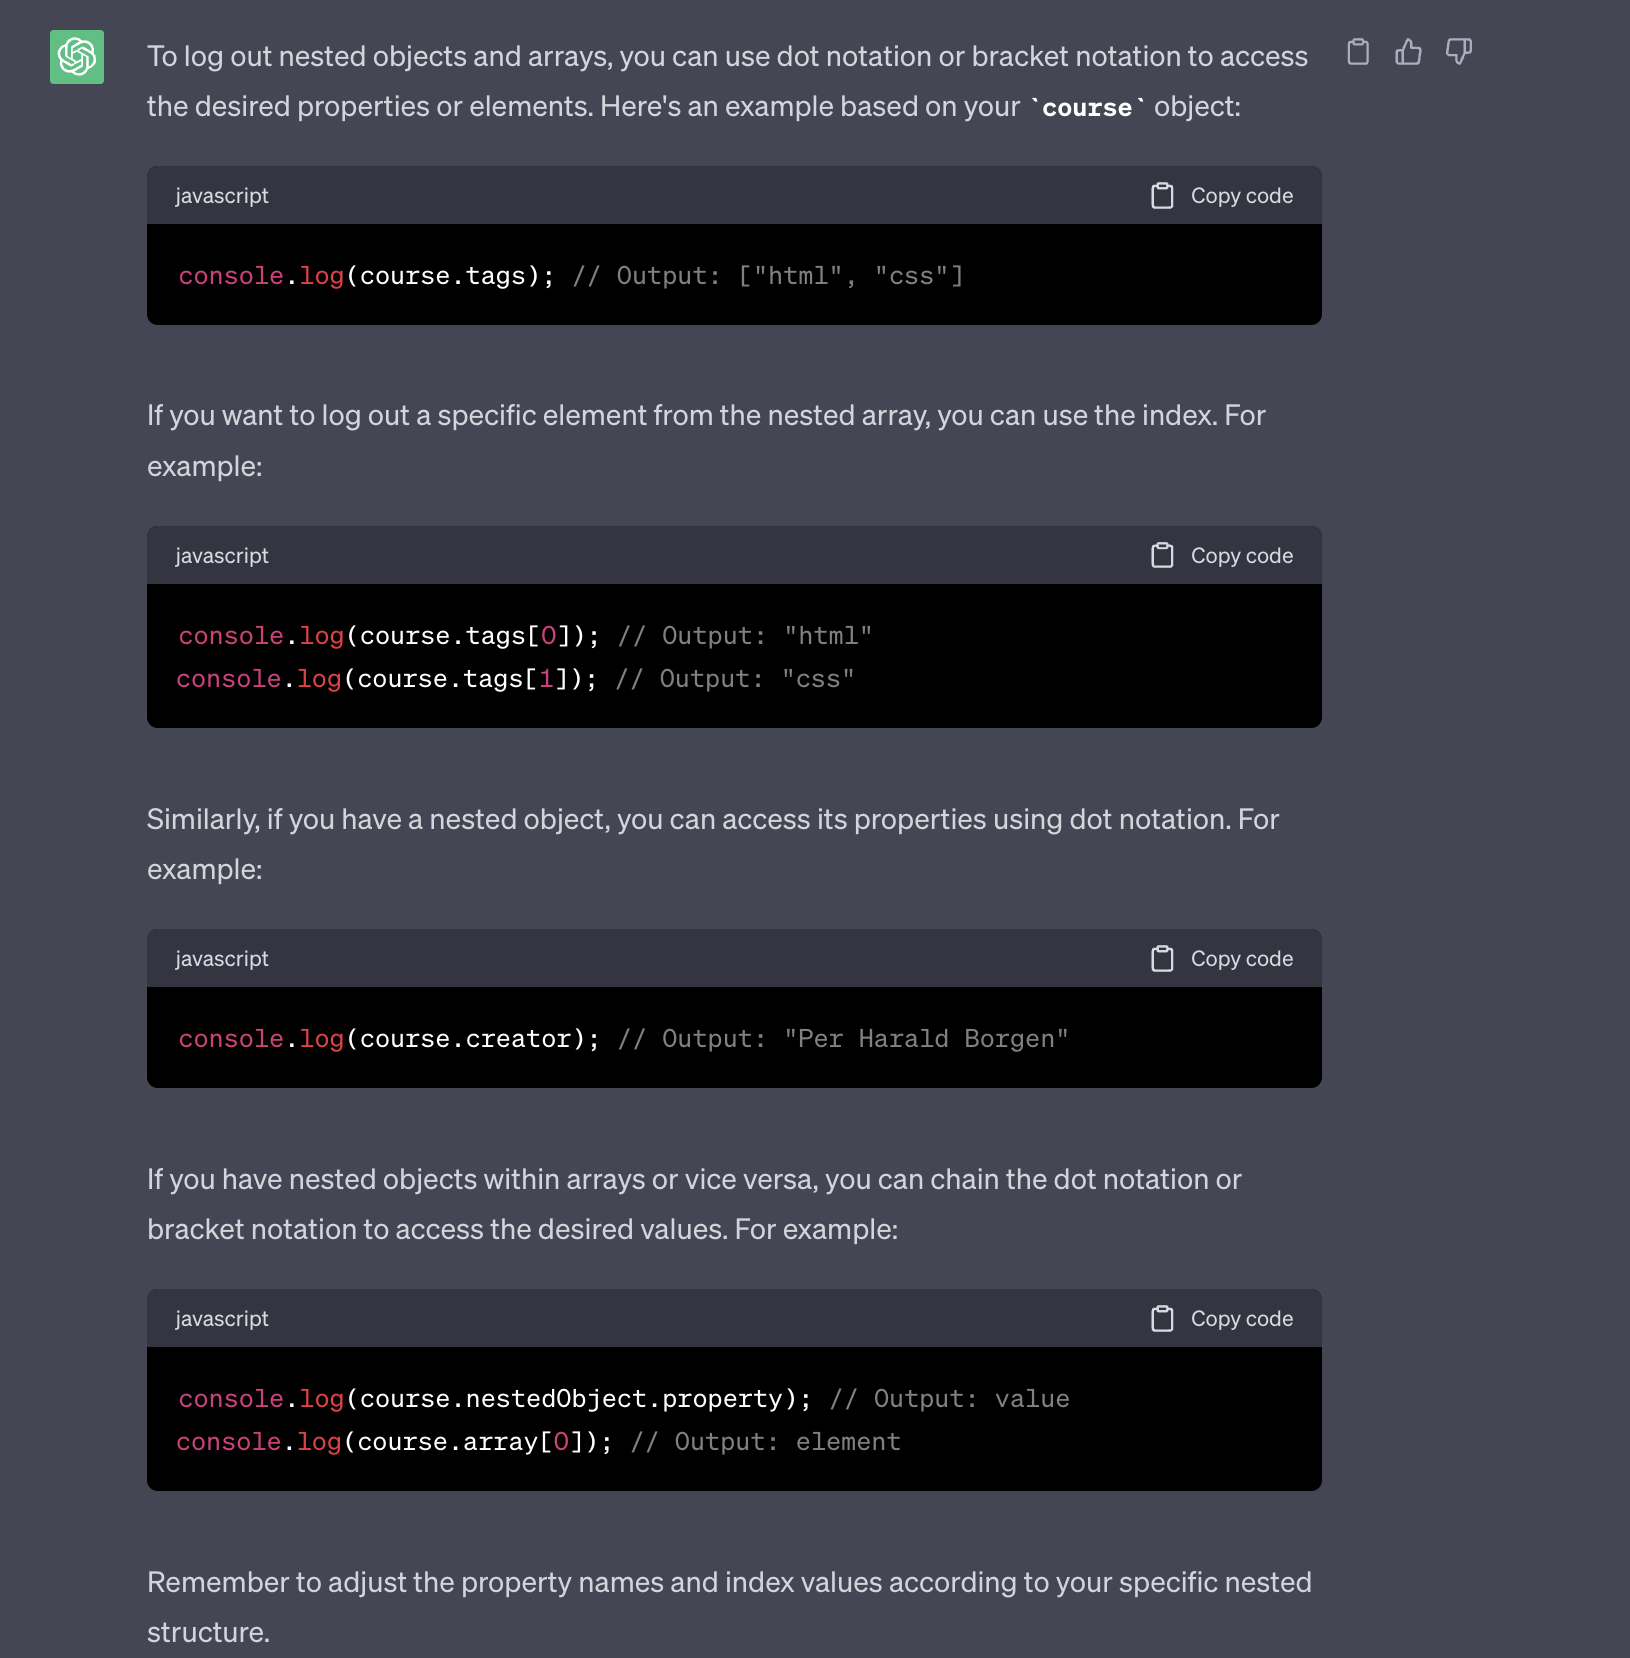 To log out nested objects and arrays, you can use dot notation or bracket notation to access
the desired properties or elements. Here's an example based on your `course` object:
javascript Copy code
console.log(course.tags); // Output: ["html", "css"]
If you want to log out a specific element from the nested array, you can use the index. For
example:
javascript Copy code
console.log(course.tags[0]); // Output: "html"
console.log(course.tags[1]); // Output: "css"
Similarly, if you have a nested object, you can access its properties using dot notation. For
example:
javascript Copy code
console.log(course.creator); // Output: "Per Harald Borgen"
If you have nested objects within arrays or vice versa, you can chain the dot notation or
bracket notation to access the desired values. For example:
javascript Copy code
console.log(course.nestedObject.property); // Output: value
console.log(course.array[0]); // Output: element
Remember to adjust the property names and index values according to your specific nested
structure.